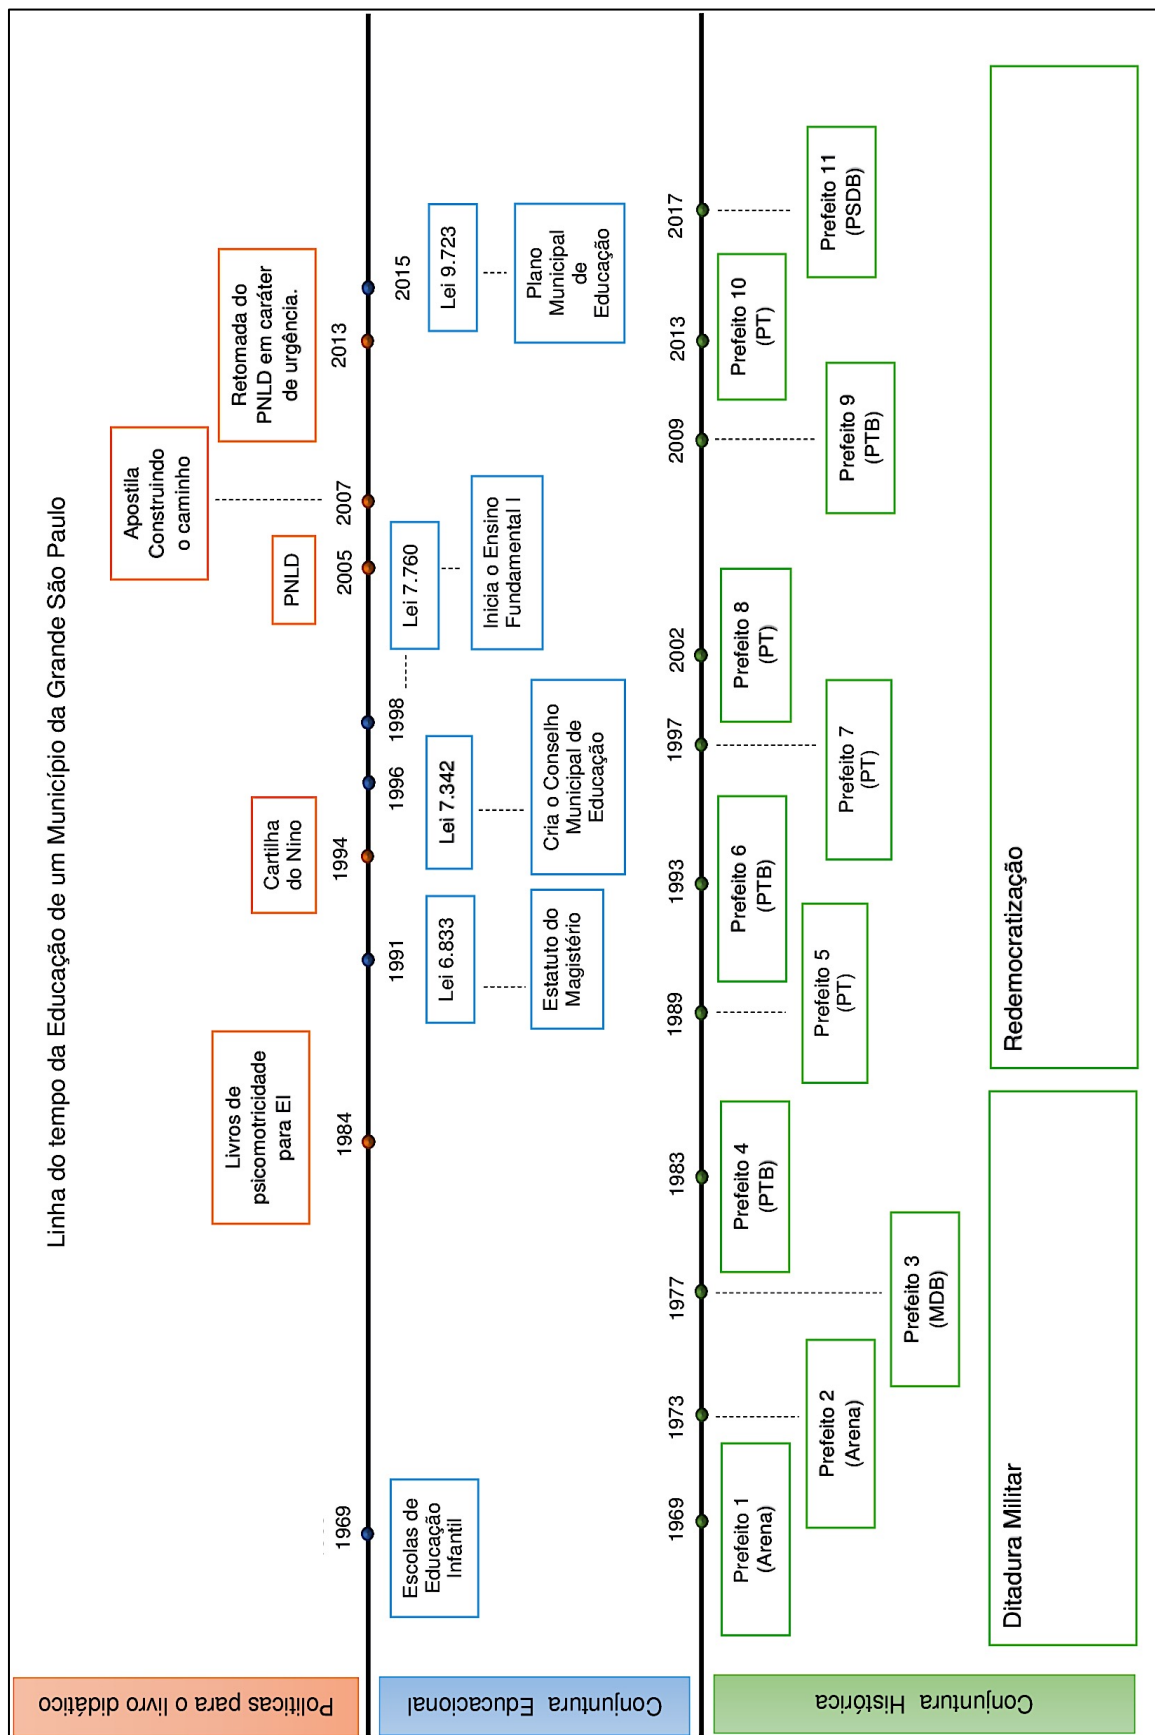 Linha do tempo da Educação de um Município da Grande São Paulo
Políticas para o livro didático
Livros de
psicomotricidade
para EI
1984
Cartilha
do Nino
1994
PNLD
2005
Apostila
Construindo
o caminho
2007
Retomada do
PNLD em caráter
de urgência.
2013
Conjuntura Educacional
1969
Escolas de
Educação
Infantil
1991
Lei 6.833
Estatuto do
Magistério
1996
Lei 7.342
Cria o Conselho
Municipal de
Educação
1998
Lei 7.760
Inicia o Ensino
Fundamental I
2015
Lei 9.723
Plano
Municipal
de
Educação
Conjuntura Histórica
1969
Prefeito 1
(Arena)
1973
Prefeito 2
(Arena)
1977
Prefeito 3
(MDB)
1983
Prefeito 4
(PTB)
1989
Prefeito 5
(PT)
1993
Prefeito 6
(PTB)
1997
Prefeito 7
(PT)
2002
Prefeito 8
(PT)
2009
Prefeito 9
(PTB)
2013
Prefeito 10
(PT)
2017
Prefeito 11
(PSDB)
Ditadura Militar
Redemocratização